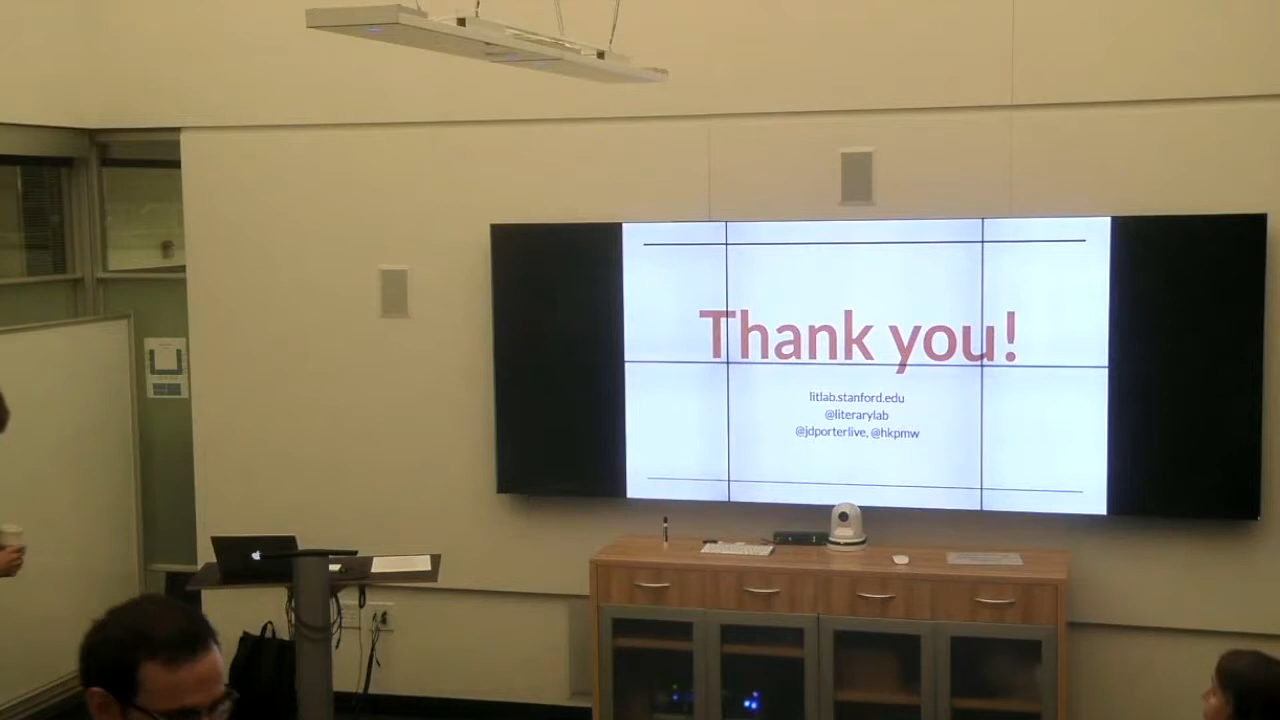 Thank you!
litlab.stanford.edu
@literarylab
@jdporterlive, @hkpmw